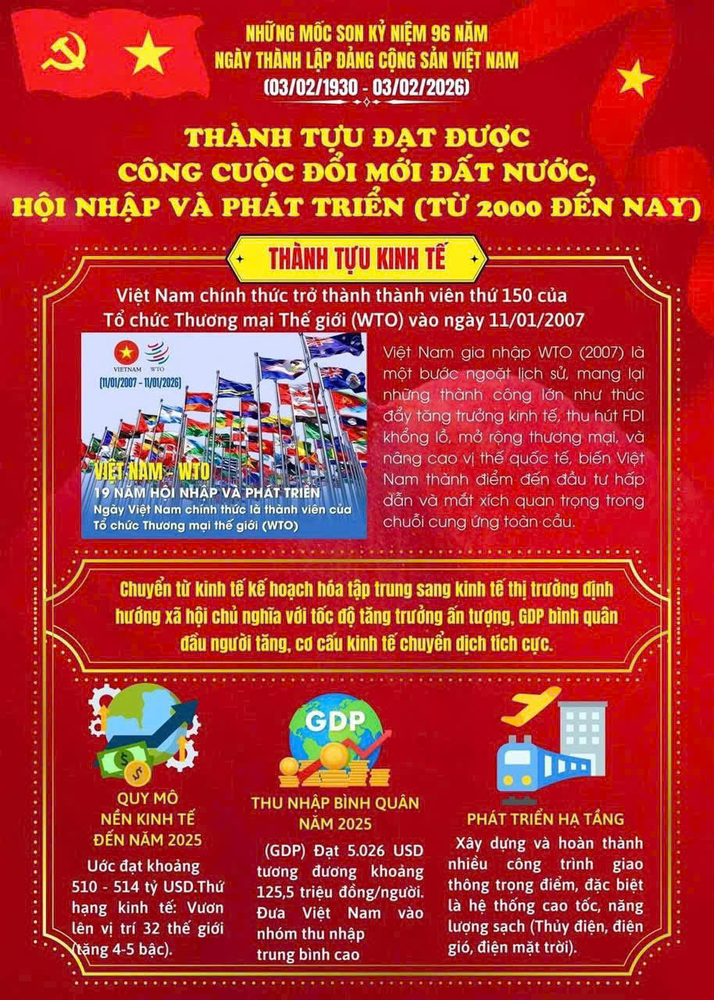 NHỮNG MỐC SON KỶ NIỆM 96 NĂM
NGÀY THÀNH LẬP ĐẢNG CỘNG SẢN VIỆT NAM
(03/02/1930 - 03/02/2026)
THÀNH TỰU ĐẠT ĐƯỢC
CÔNG CUỘC ĐỔI MỚI ĐẤT NƯỚC,
HỘI NHẬP VÀ PHÁT TRIỂN (TỪ 2000 ĐẾN NAY)
THÀNH TỰU KINH TẾ
Việt Nam chính thức trở thành thành viên thứ 150 của
Tổ chức Thương mại Thế giới (WTO) vào ngày 11/01/2007
VIETNAM WTO
(11/01/2007 - 11/01/2026)
VIỆT NAM - WTO
19 NĂM HỘI NHẬP VÀ PHÁT TRIỂN
Ngày Việt Nam chính thức là thành viên của
Tổ chức Thương mại thế giới (WTO)
Việt Nam gia nhập WTO (2007) là
một bước ngoặt lịch sử, mang lại
những thành công lớn như thúc
đẩy tăng trưởng kinh tế, thu hút FDI
khổng lồ, mở rộng thương mại, và
nâng cao vị thế quốc tế, biến Việt
Nam thành điểm đến đầu tư hấp
dẫn và mắt xích quan trọng trong
chuỗi cung ứng toàn cầu.
Chuyển từ kinh tế kế hoạch hóa tập trung sang kinh tế thị trường định
hướng xã hội chủ nghĩa với tốc độ tăng trưởng ấn tượng, GDP bình quân
đầu người tăng, cơ cấu kinh tế chuyển dịch tích cực.
QUY MÔ
NỀN KINH TẾ
ĐẾN NĂM 2025
Ước đạt khoảng
510 - 514 tỷ USD.Thứ
hạng kinh tế: Vươn
lên vị trí 32 thế giới
(tăng 4-5 bậc).
GDP
THU NHẬP BÌNH QUÂN
NĂM 2025
(GDP) Đạt 5.026 USD
tương đương khoảng
125,5 triệu đồng/người.
Đưa Việt Nam vào
nhóm thu nhập
trung bình cao
PHÁT TRIỂN HẠ TẦNG
Xây dựng và hoàn thành
nhiều công trình giao
thông trọng điểm, đặc biệt
là hệ thống cao tốc, năng
lượng sạch (Thủy điện, điện
gió, điện mặt trời).